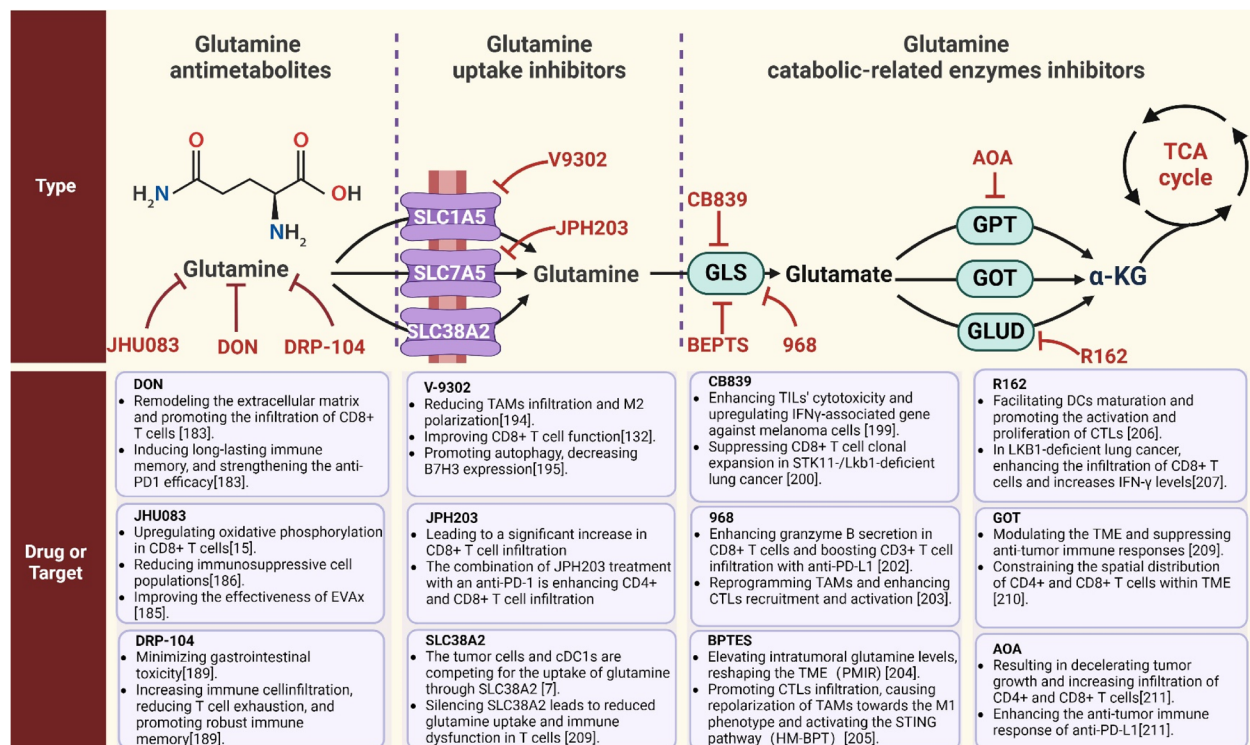 Type
Glutamine
antimetabolites
Glutamine
uptake inhibitors
Glutamine
catabolic-related enzymes inhibitors
O
O
H₂N
OH
NH₂
Glutamine
JHU083
DON
DRP-104
V9302
JPH203
SLC1A5
SLC7A5
SLC38A2
Glutamine
CB839
GLS
BEPTS
968
Glutamate
AOA
GPT
GOT
GLUD
R162
α-KG
TCA
cycle
Drug or
Target
DON
• Remodeling the extracellular matrix
and promoting the infiltration of CD8+
T cells [183].
• Inducing long-lasting immune
memory, and strengthening the anti-
PD1 efficacy[183].
JHU083
• Upregulating oxidative phosphorylation
in CD8+ T cells[15].
• Reducing immunosuppressive cell
populations[186].
• Improving the effectiveness of EVAx
[185].
DRP-104
• Minimizing gastrointestinal
toxicity[189].
• Increasing immune cellinfiltration,
reducing T cell exhaustion, and
promoting robust immune
memory[189].
V-9302
• Reducing TAMs infiltration and M2
polarization[194].
• Improving CD8+ T cell function[132].
• Promoting autophagy, decreasing
B7H3 expression[195].
JPH203
• Leading to a significant increase in
CD8+ T cell infiltration
• The combination of JPH203 treatment
with an anti-PD-1 is enhancing CD4+
and CD8+ T cell infiltration
SLC38A2
• The tumor cells and cDC1s are
competing for the uptake of glutamine
through SLC38A2 [7].
• Silencing SLC38A2 leads to reduced
glutamine uptake and immune
dysfunction in T cells [209].
CB839
• Enhancing TILs' cytotoxicity and
upregulating IFNγ-associated gene
against melanoma cells [199].
• Suppressing CD8+ T cell clonal
expansion in STK11-/Lkb1-deficient
lung cancer [200].
968
• Enhancing granzyme B secretion in
CD8+ T cells and boosting CD3+ T cell
infiltration with anti-PD-L1 [202].
• Reprogramming TAMs and enhancing
CTLs recruitment and activation [203].
BPTES
• Elevating intratumoral glutamine levels,
reshaping the TME（PMIR) [204].
• Promoting CTLs infiltration, causing
repolarization of TAMs towards the M1
phenotype and activating the STING
pathway（HM-BPT）[205].
R162
• Facilitating DCs maturation and
promoting the activation and
proliferation of CTLs [206].
• In LKB1-deficient lung cancer,
enhancing the infiltration of CD8+ T
cells and increases IFN-γ levels[207].
GOT
• Modulating the TME and suppressing
anti-tumor immune responses [209].
• Constraining the spatial distribution
of CD4+ and CD8+ T cells within TME
[210].
AOA
• Resulting in decelerating tumor
growth and increasing infiltration of
CD4+ and CD8+ T cells[211].
• Enhancing the anti-tumor immune
response of anti-PD-L1[211].